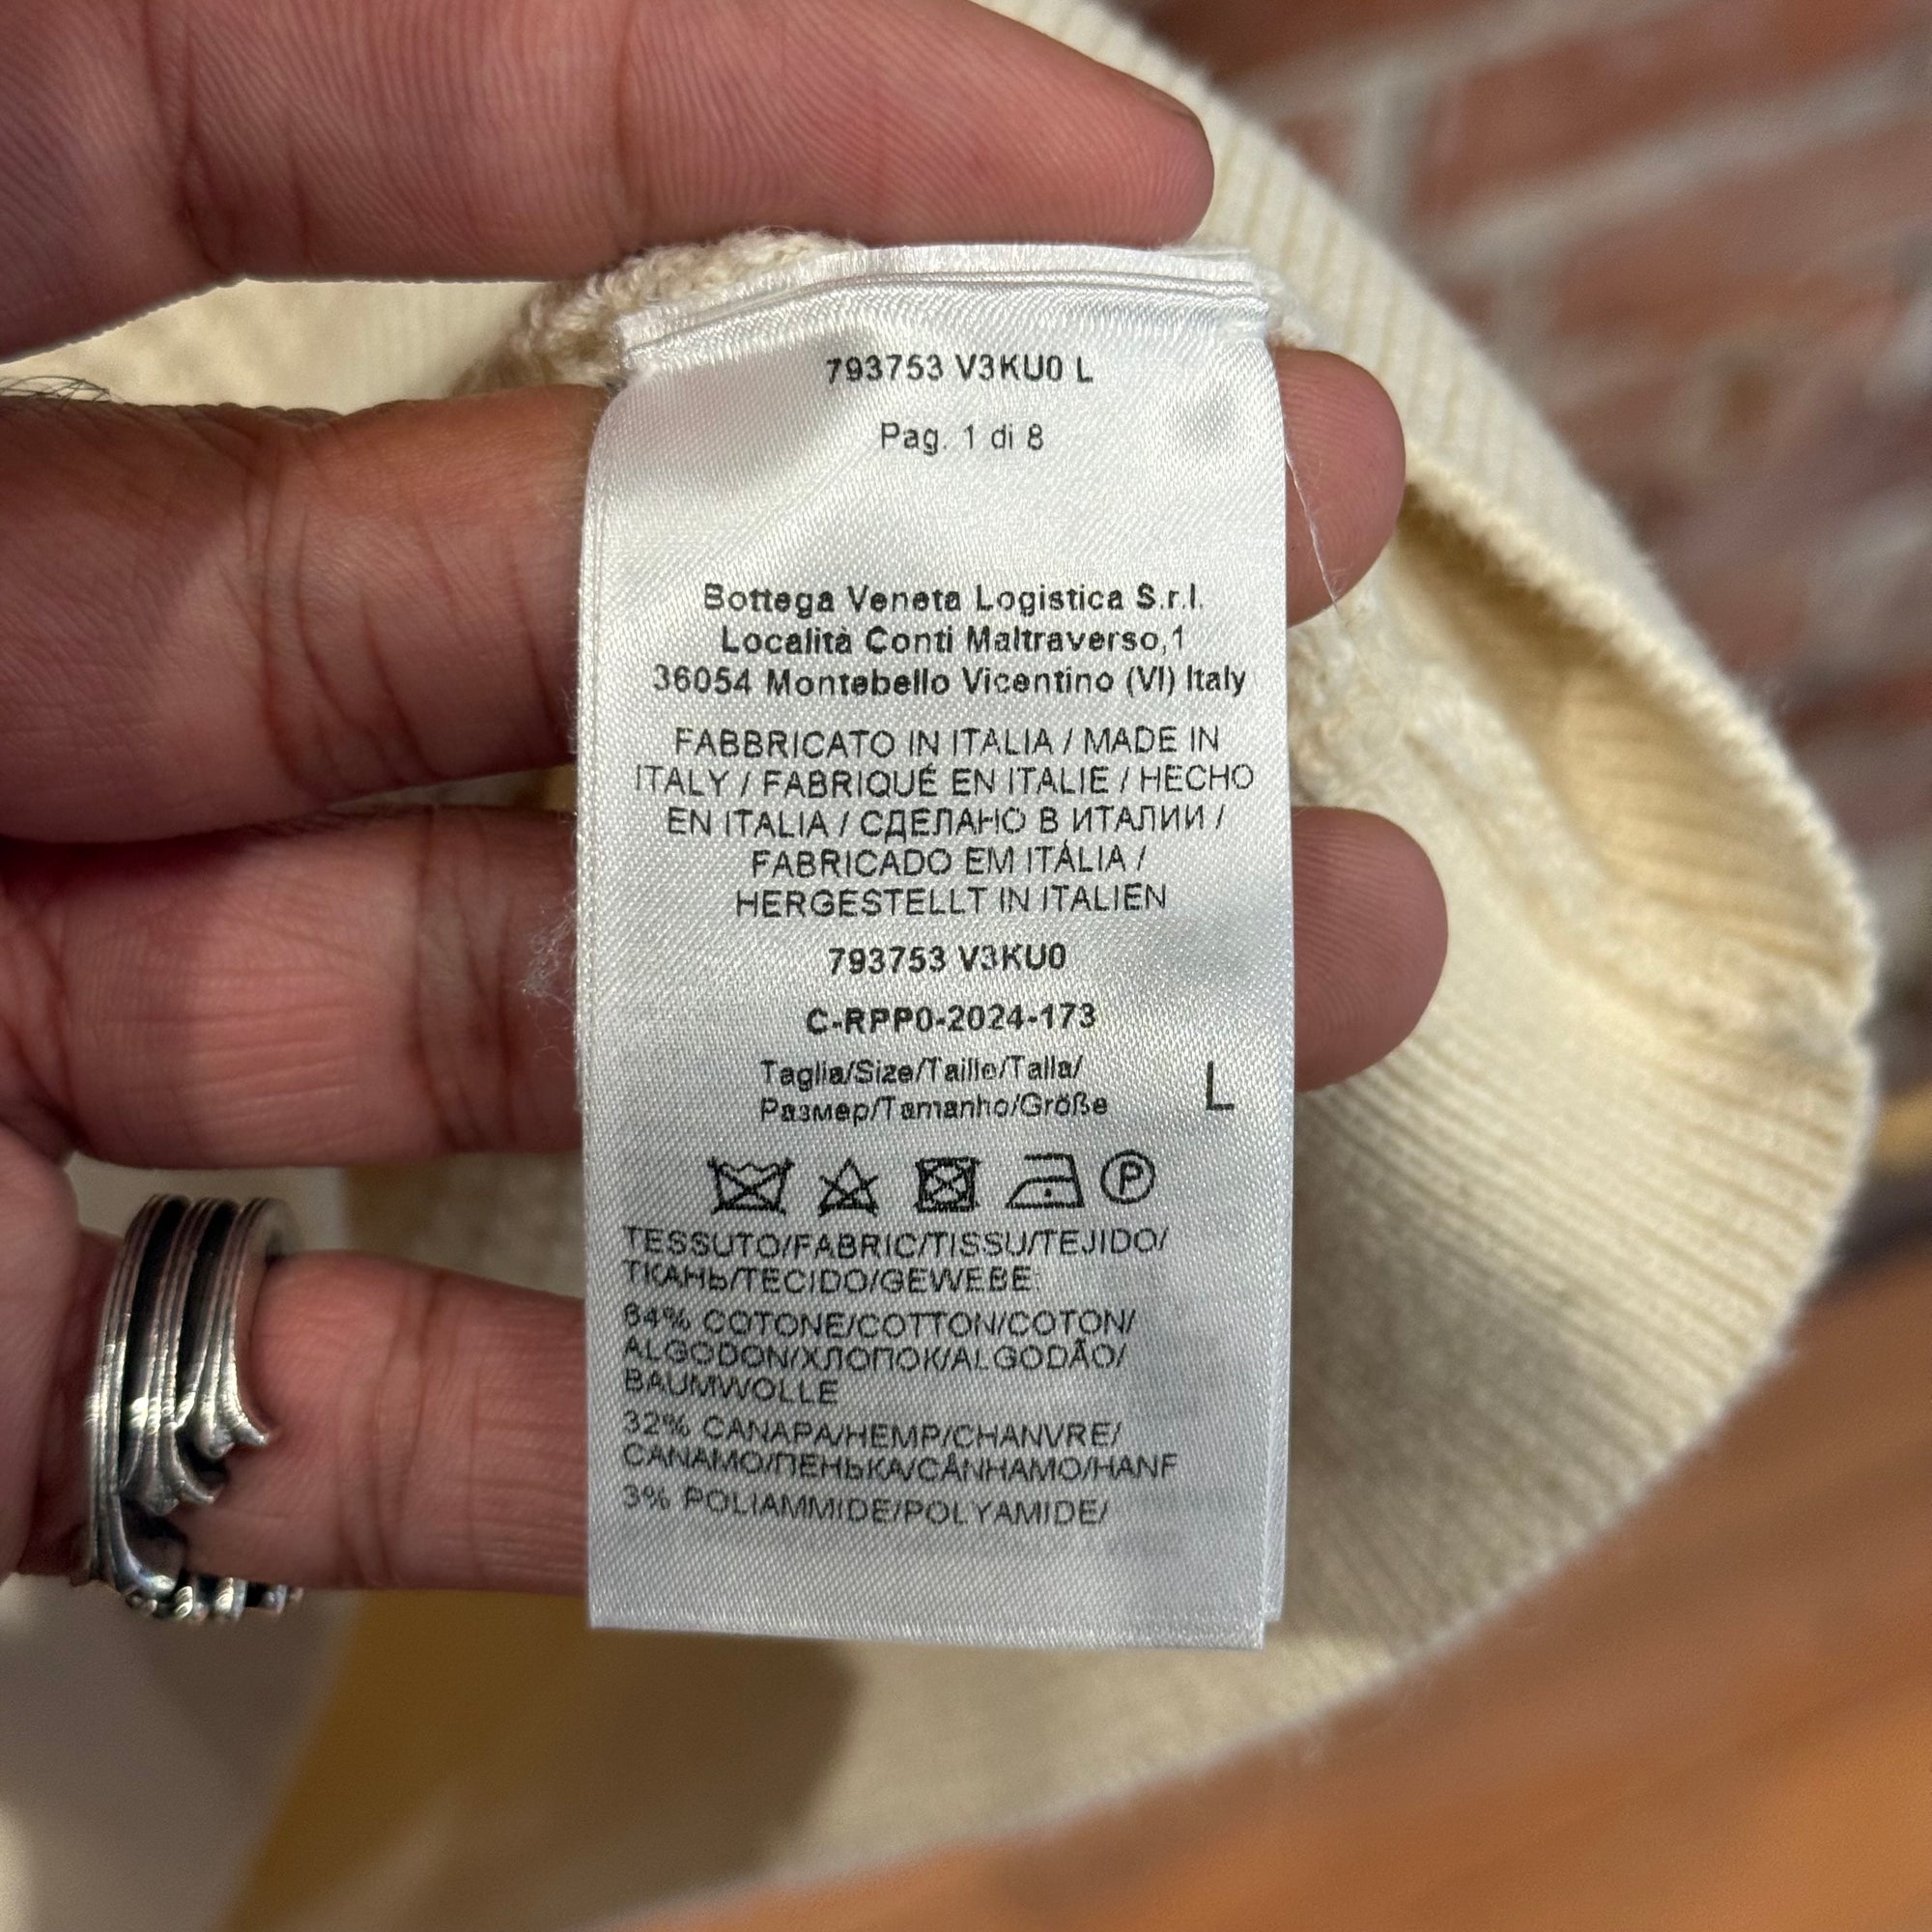 793753 V3KU0 L
Pag. 1 di 8
Bottega Veneta Logistica S.r.l.
Località Conti Maltraverso,1
36054 Montebello Vicentino (VI) Italy
FABBRICATO IN ITALIA / MADE IN
ITALY / FABRIQUÉ EN ITALIE / HECHO
EN ITALIA / СДЕЛАНО В ИТАЛИИ /
FABRICADO EM ITÁLIA /
HERGESTELLT IN ITALIEN
793753 V3KU0
C-RPP0-2024-173
Taglia/Size/Taille/Talla/
Размер/Tamanho/Größe L
P
TESSUTO/FABRIC/TISSU/TEJIDO/
ТКАНЬ/TECIDO/GEWEBE:
64% COTONE/COTTON/COTON/
ALGODON/ХЛОПОК/ALGODÃO/
BAUMWOLLE
32% CANAPA/HEMP/CHANVRE/
CANAMO/ПЕНЬКА/CÂNHAMO/HANF
3% POLIAMMIDE/POLYAMIDE/